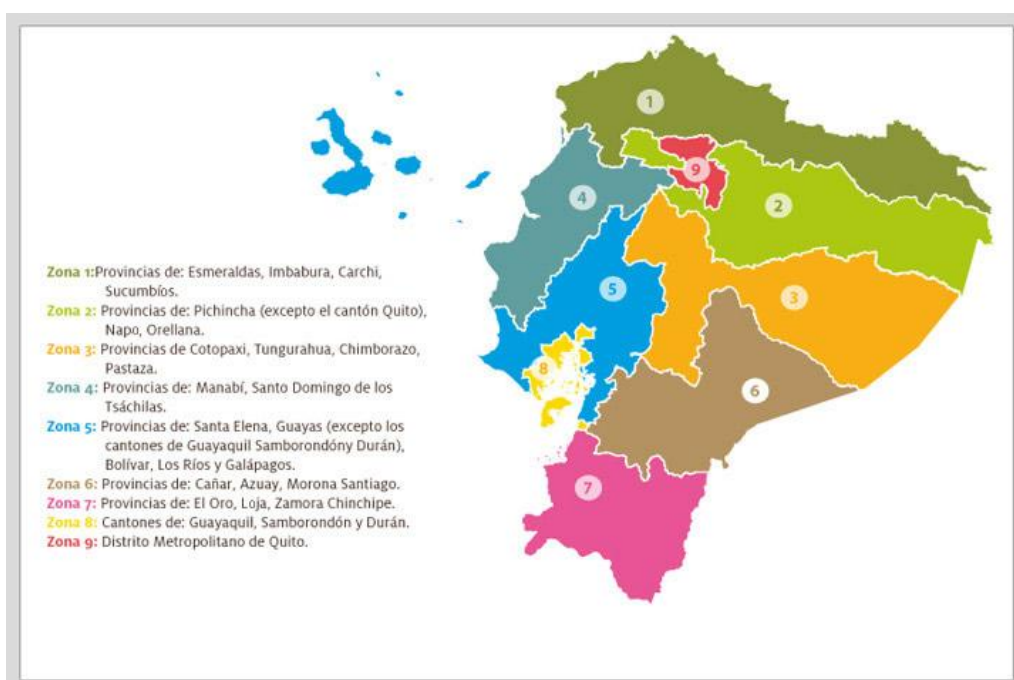 Zona 1:Provincias de: Esmeraldas, Imbabura, Carchi,
Sucumbíos.
Zona 2: Provincias de: Pichincha (excepto el cantón Quito),
Napo, Orellana.
Zona 3: Provincias de Cotopaxi, Tungurahua, Chimborazo,
Pastaza.
Zona 4: Provincias de: Manabí, Santo Domingo de los
Tsáchilas.
Zona 5: Provincias de: Santa Elena, Guayas (excepto los
cantones de Guayaquil Samborondóny Durán),
Bolívar, Los Ríos y Galápagos.
Zona 6: Provincias de: Cañar, Azuay, Morona Santiago.
Zona 7: Provincias de: El Oro, Loja, Zamora Chinchipe.
Zona 8: Cantones de: Guayaquil, Samborondón y Durán.
Zona 9: Distrito Metropolitano de Quito.
1
9
4
2
5
3
8
6
7